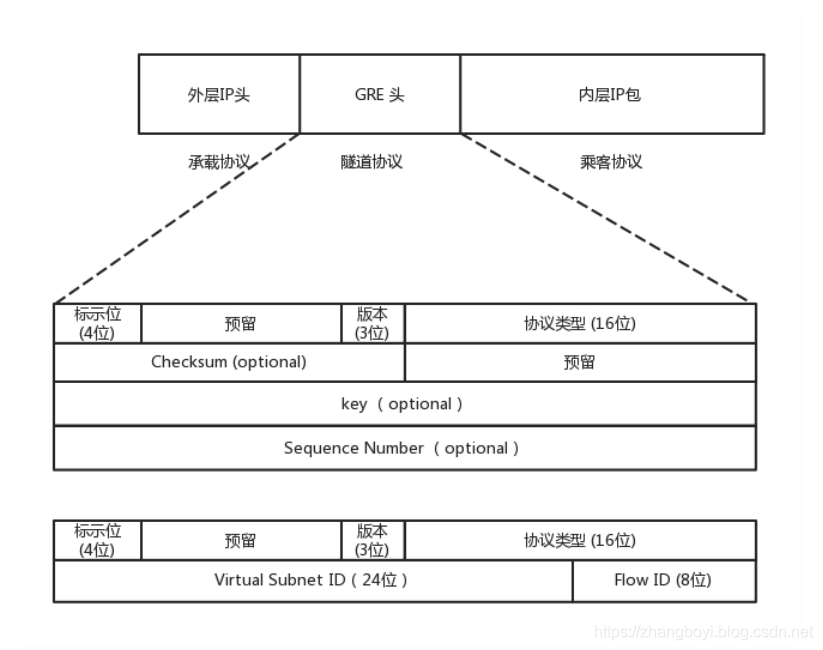 外层IP头 GRE 头 内层IP包
承载协议 隧道协议 乘客协议
标示位 (4位) 预留 版本 (3位) 协议类型 (16位)
Checksum (optional) 预留
key （ optional ）
Sequence Number （ optional ）
标示位 (4位) 预留 版本 (3位) 协议类型 (16位)
Virtual Subnet ID（ 24位 ） Flow ID (8位)
https://zhangboyi.blog.csdn.net